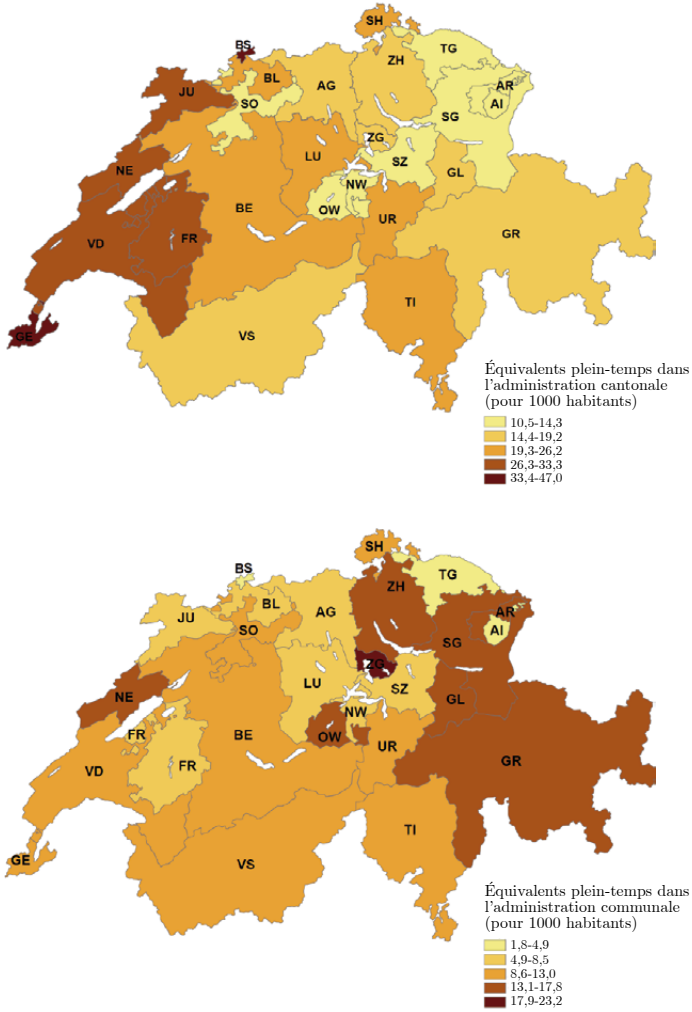 SH
BS
TG
ZH
BL
AR
JU
AG
AI
SO
SG
ZG
LU
SZ
NE
GL
NW
BE
OW
UR
VD
FR
GR
TI
GE
VS
Équivalents plein-temps dans
l'administration cantonale
(pour 1000 habitants)
10,5-14,3
14,4-19,2
19,3-26,2
26,3-33,3
33,4-47,0
SH
BS
TG
ZH
BL
AR
JU
AG
SO
AI
SG
ZG
LU
SZ
NE
GL
NW
FR
BE
OW
UR
FR
VD
GR
TI
GE
VS
Équivalents plein-temps dans
l'administration communale
(pour 1000 habitants)
1,8-4,9
4,9-8,5
8,6-13,0
13,1-17,8
17,9-23,2